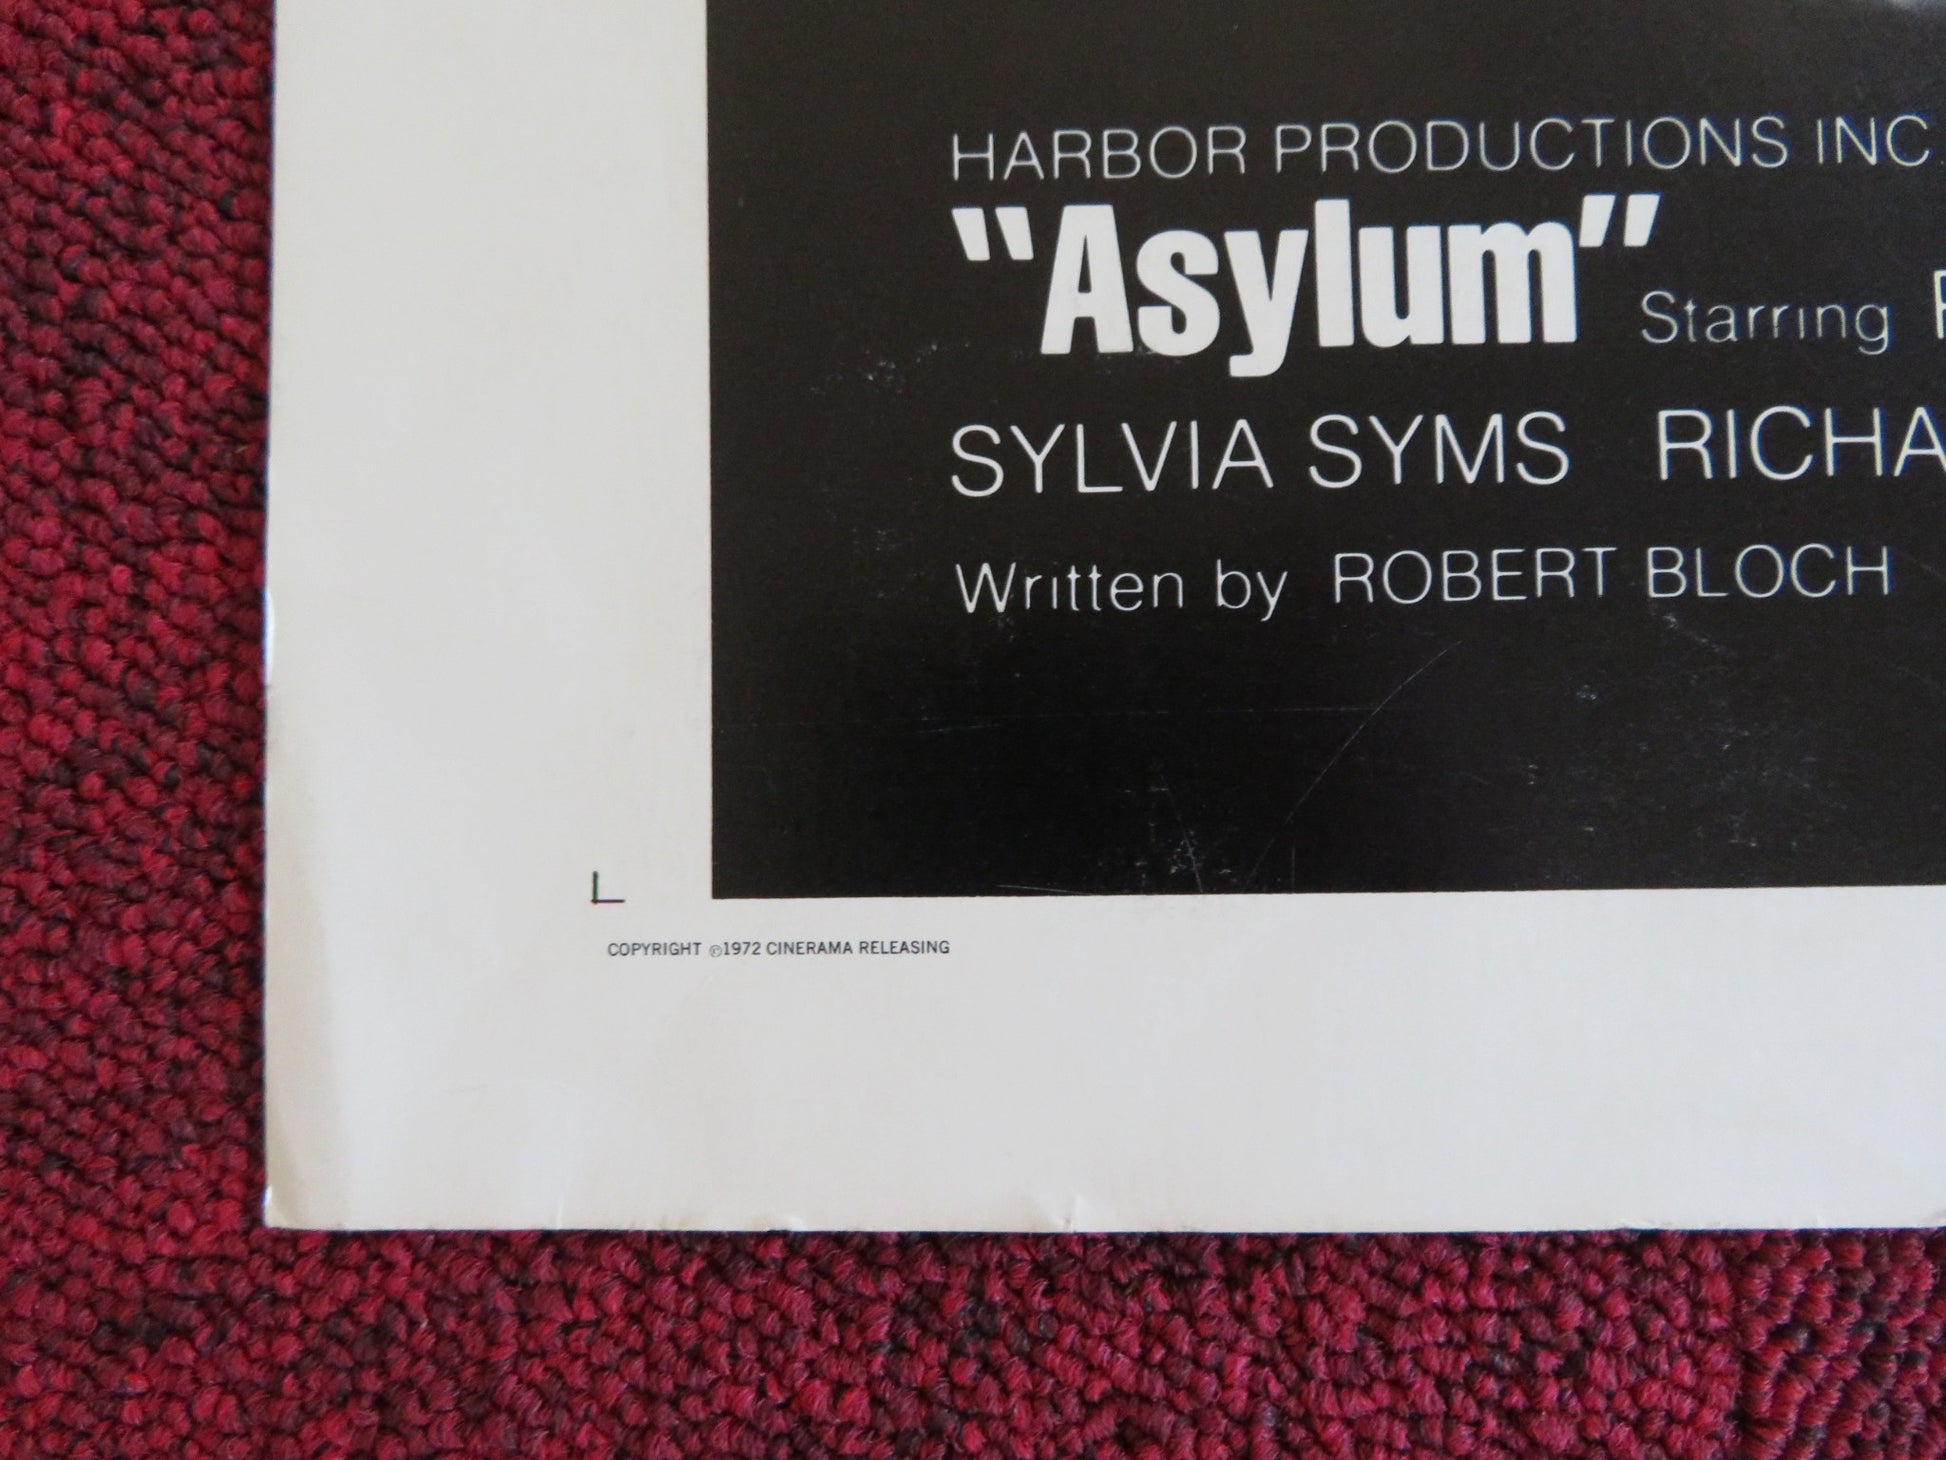 HARBOR PRODUCTIONS INC.
"Asylum" Starring
SYLVIA SYMS
Written by ROBERT BLOCH
COPYRIGHT ©1972 CINERAMA RELEASING